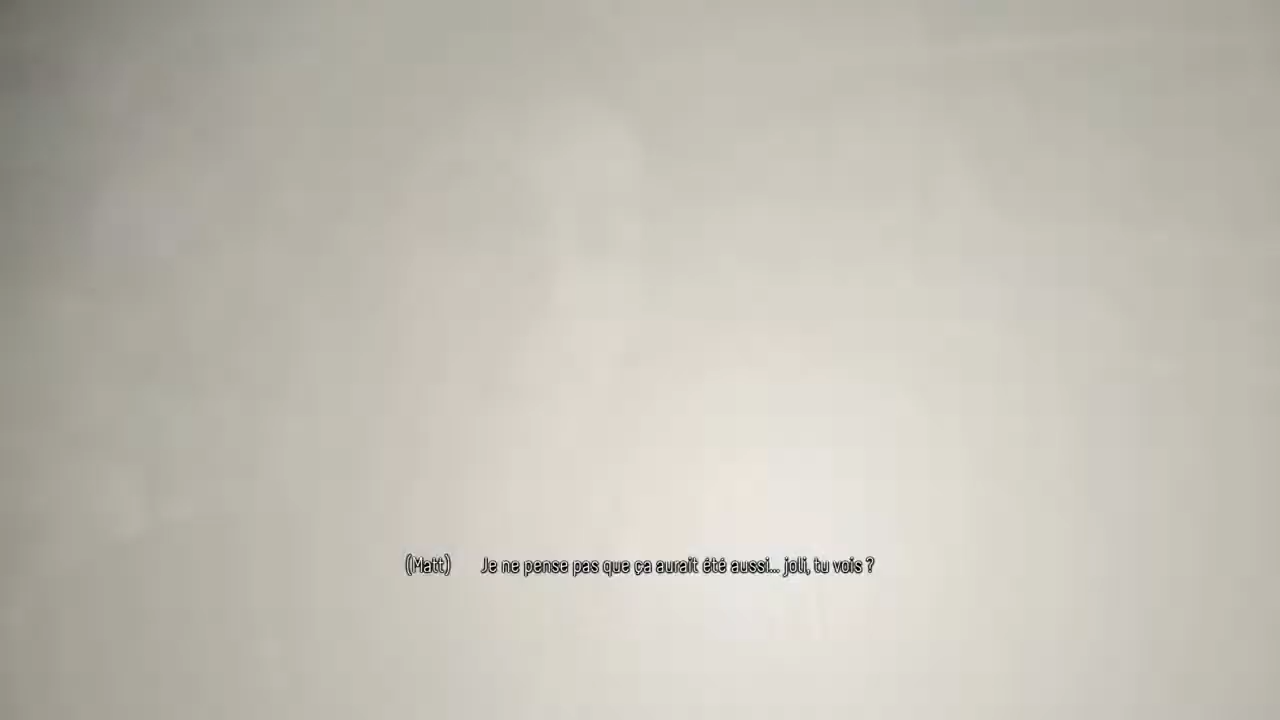 (Matt) Je ne pense pas que ça aurait été aussi... joli, tu vois ?